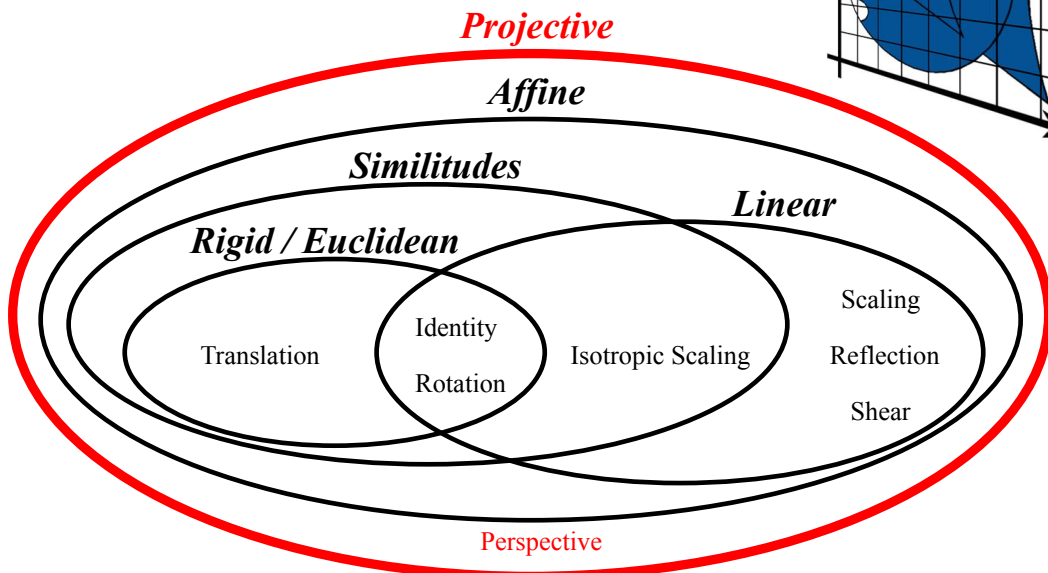 Projective
Affine
Similitudes
Linear
Rigid / Euclidean
Scaling
Identity
Translation
Isotropic Scaling
Reflection
Rotation
Shear
Perspective